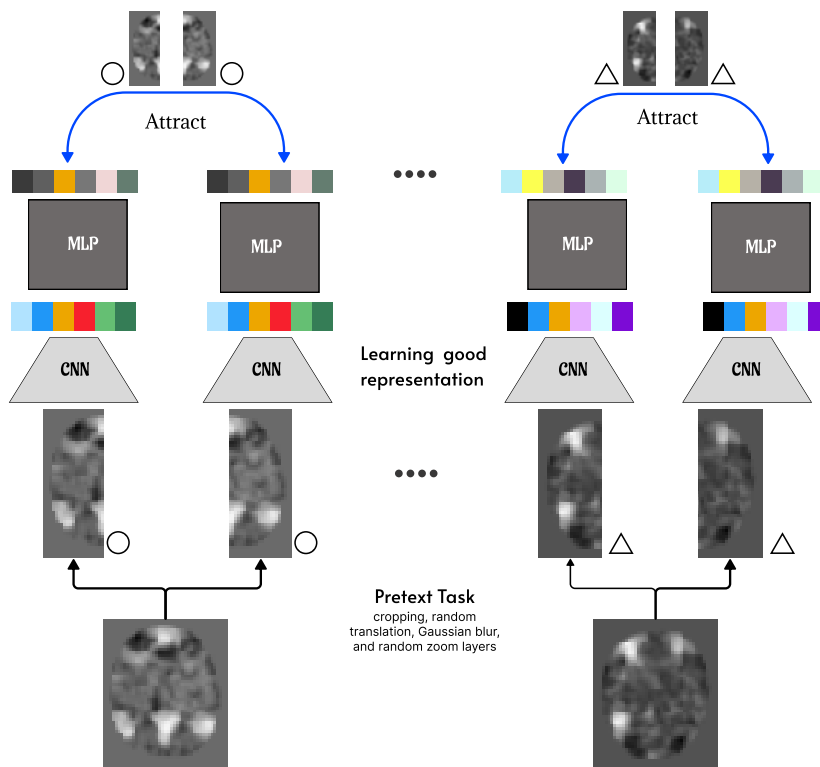 Attract
Attract
MLP
MLP
MLP
MLP
CNN
CNN
Learning good
representation
CNN
CNN
Pretext Task
cropping, random
translation, Gaussian blur,
and random zoom layers